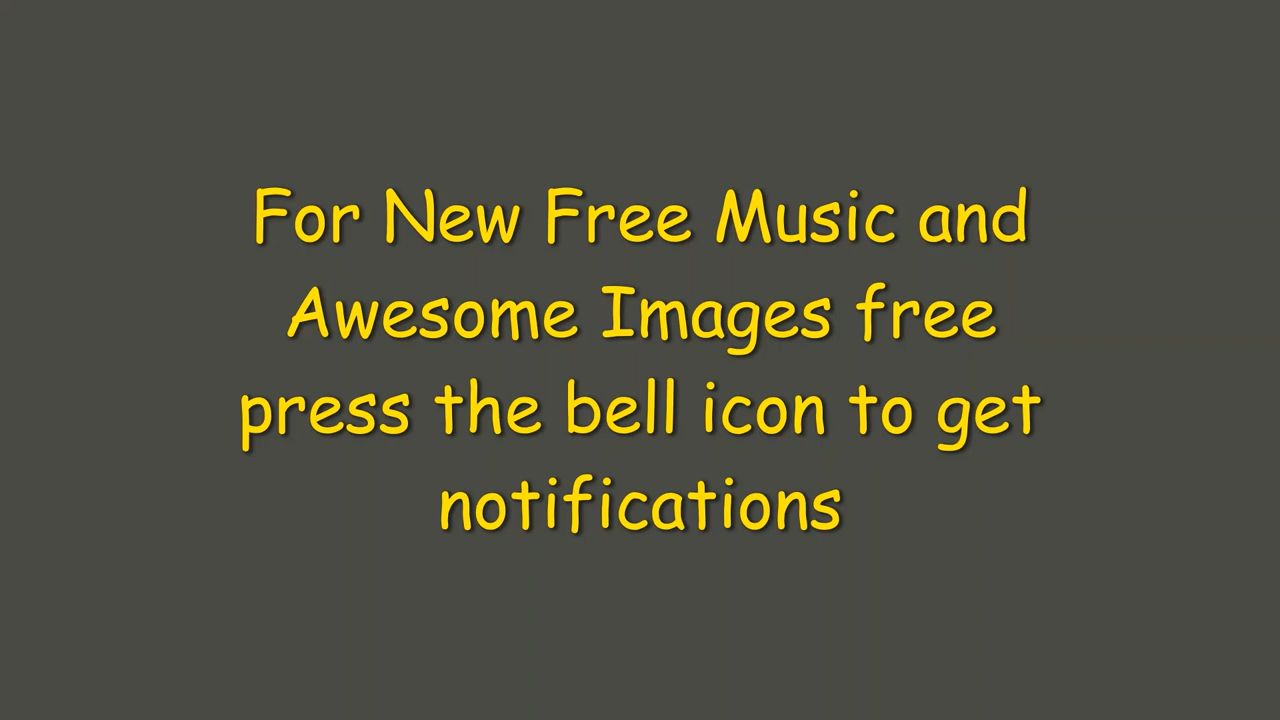 For New Free Music and
Awesome Images free
press the bell icon to get
notifications